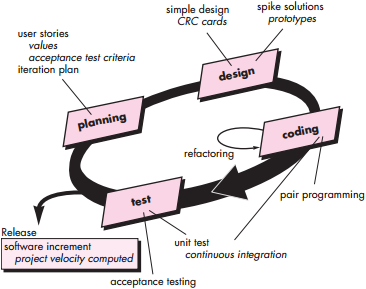 simple design
CRC cards
spike solutions
prototypes
user stories
values
acceptance test criteria
iteration plan
design
planning
coding
refactoring
pair programming
test
Release
software increment
project velocity computed
unit test
continuous integration
acceptance testing